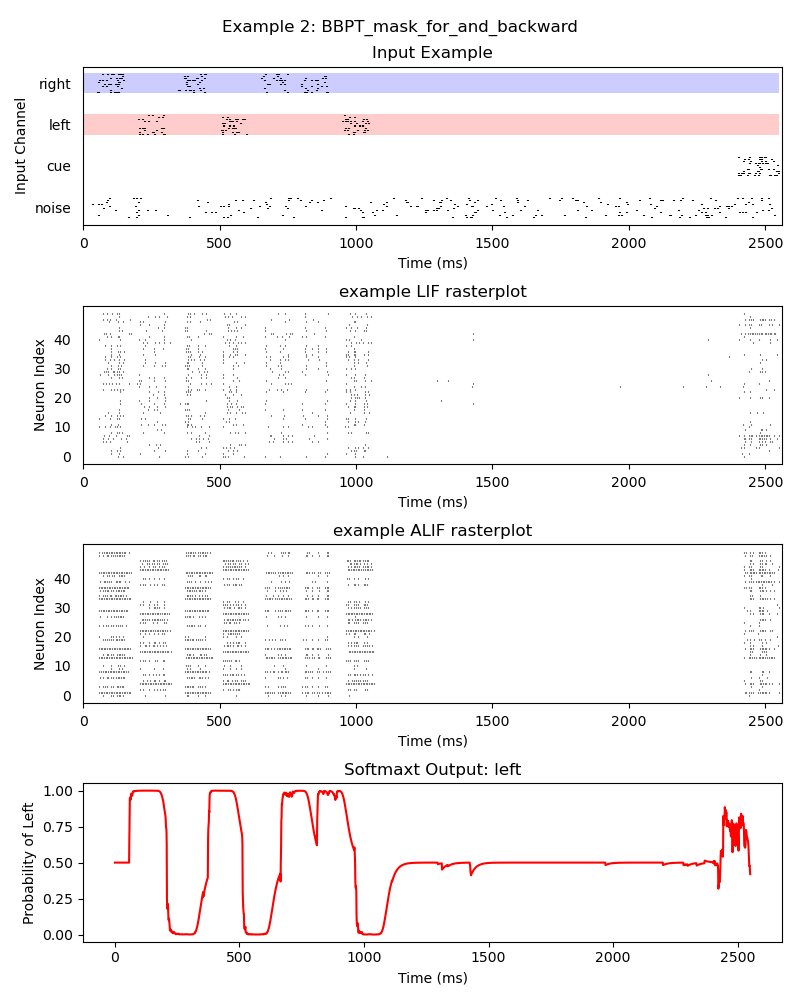 Example 2: BBPT_mask_for_and_backward
Input Example
Input Channel
right
left
cue
noise
0 500 1000 1500 2000 2500
Time (ms)
example LIF rasterplot
Neuron Index
40
30
20
10
0
0 500 1000 1500 2000 2500
Time (ms)
example ALIF rasterplot
Neuron Index
40
30
20
10
0
0 500 1000 1500 2000 2500
Time (ms)
Softmaxt Output: left
Probability of Left
1.00
0.75
0.50
0.25
0.00
0 500 1000 1500 2000 2500
Time (ms)